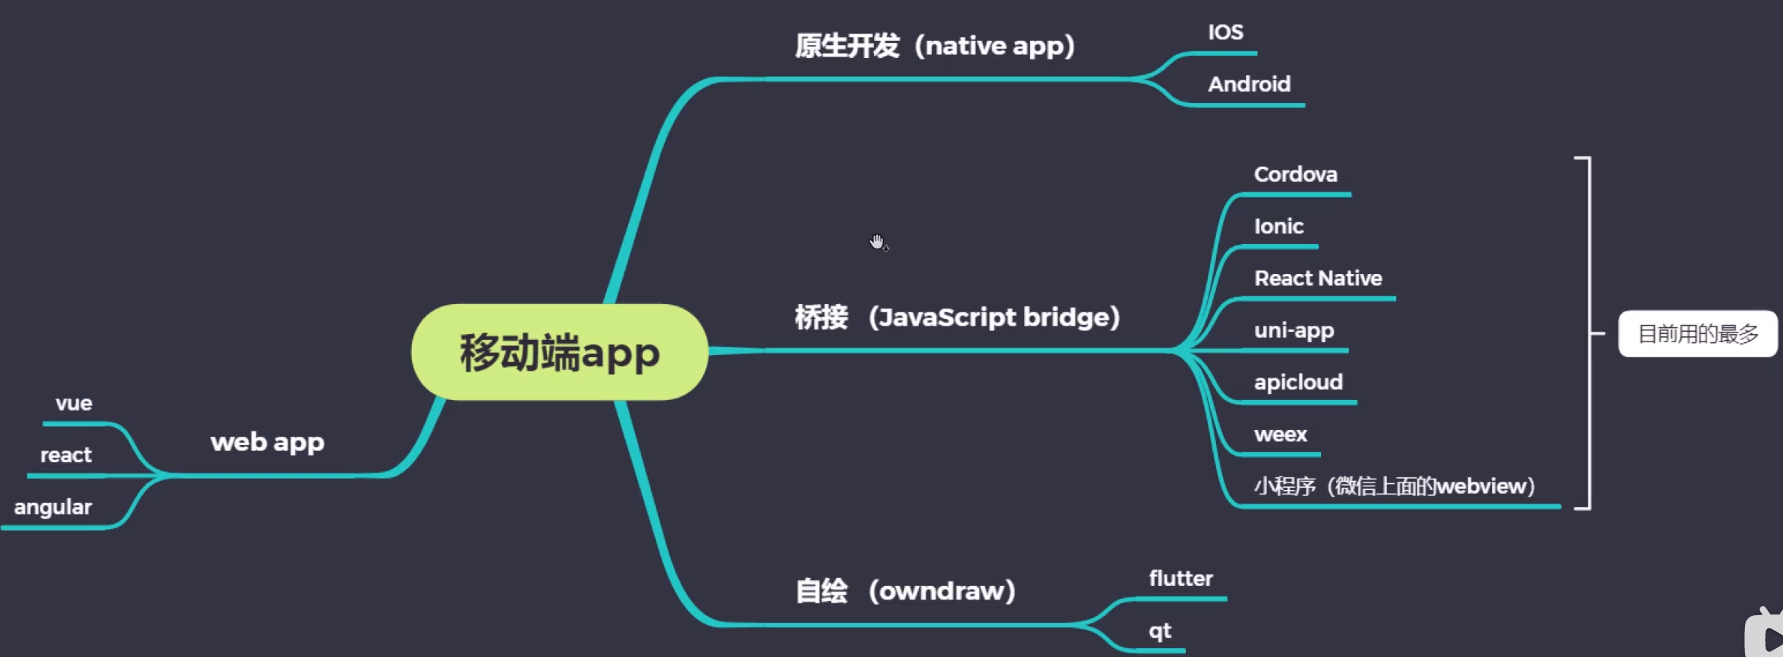 移动端app
原生开发（native app）
IOS
Android
桥接 （JavaScript bridge）
Cordova
Ionic
React Native
uni-app
apicloud
weex
小程序（微信上面的webview）
目前用的最多
自绘 （owndraw）
flutter
qt
web app
vue
react
angular